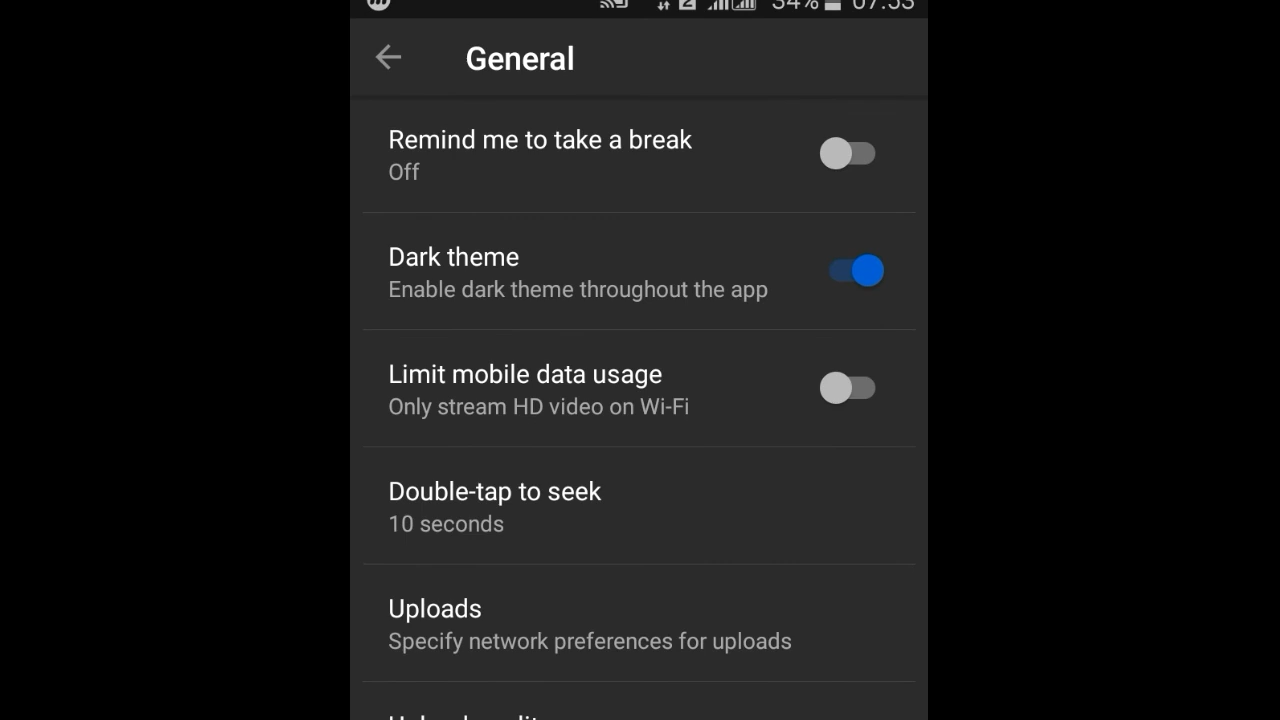 34% 07:53
General
Remind me to take a break
Off
Dark theme
Enable dark theme throughout the app
Limit mobile data usage
Only stream HD video on Wi-Fi
Double-tap to seek
10 seconds
Uploads
Specify network preferences for uploads